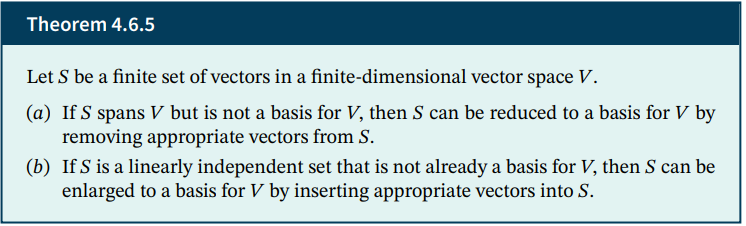 Theorem 4.6.5
Let S be a finite set of vectors in a finite-dimensional vector space V.
(a) If S spans V but is not a basis for V, then S can be reduced to a basis for V by
removing appropriate vectors from S.
(b) If S is a linearly independent set that is not already a basis for V, then S can be
enlarged to a basis for V by inserting appropriate vectors into S.